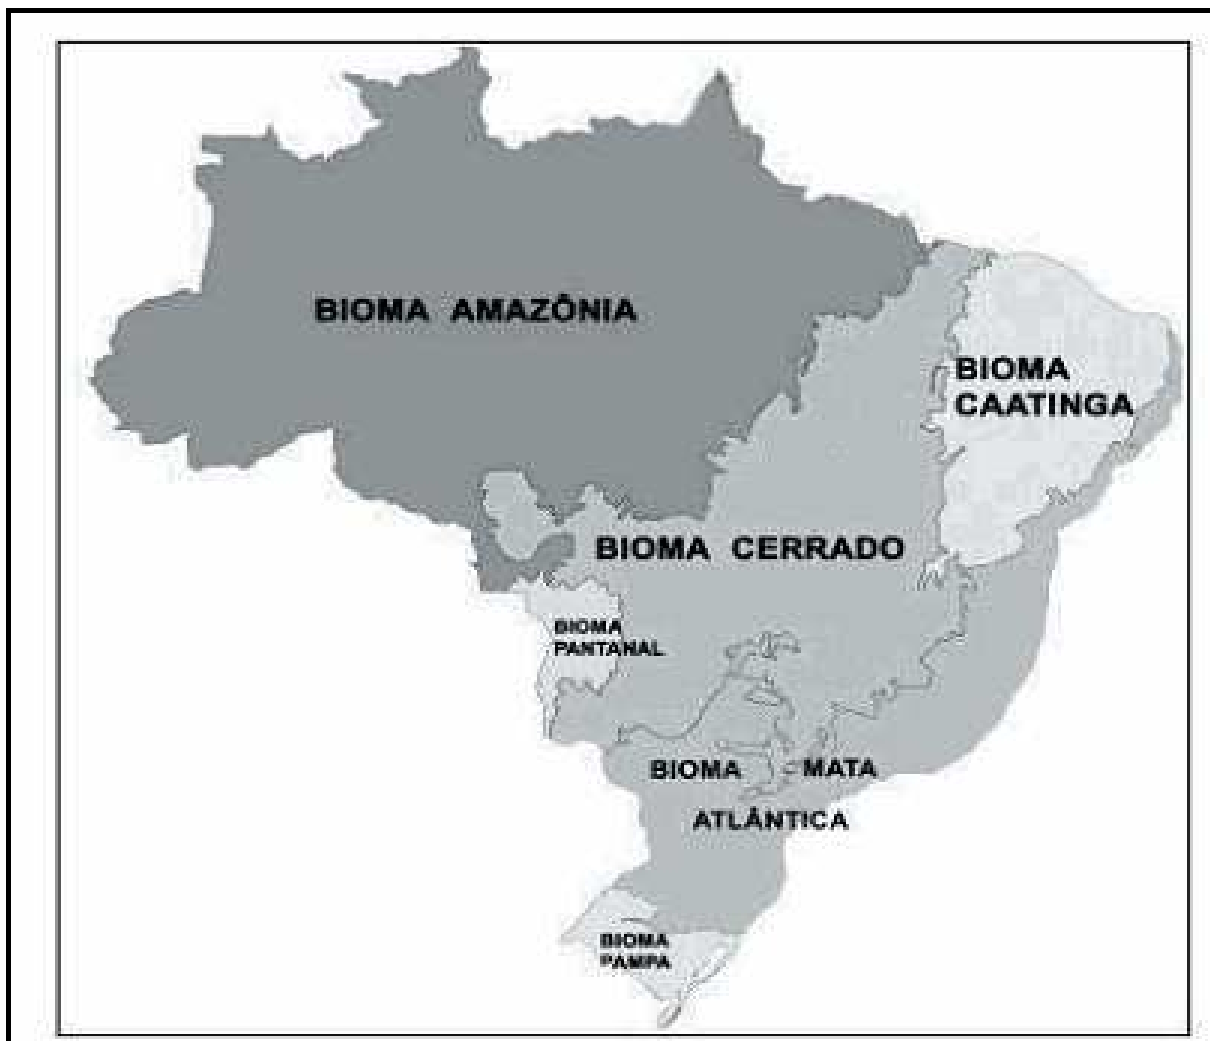 BIOMA AMAZÔNIA
BIOMA
CAATINGA
BIOMA CERRADO
BIOMA
PANTANAL
BIOMA MATA
ATLÂNTICA
BIOMA
PAMPA